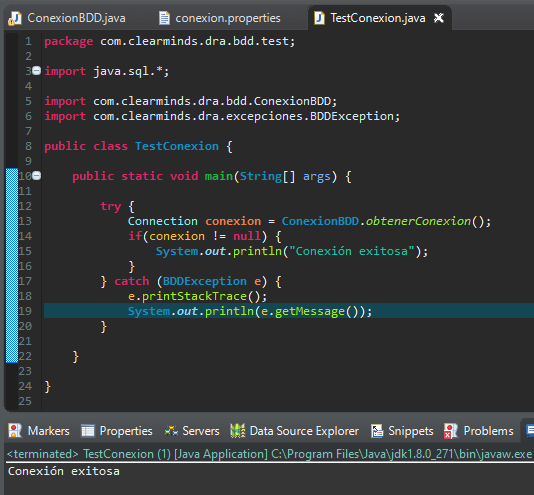 ConexionBDD.java conexion.properties TestConexion.java
1 package com.clearminds.dra.bdd.test;
2
3 import java.sql.*;
4
5 import com.clearminds.dra.bdd.ConexionBDD;
6 import com.clearminds.dra.excepciones.BDDException;
7
8 public class TestConexion {
9
10 public static void main(String[] args) {
11
12 try {
13 Connection conexion = ConexionBDD.obtenerConexion();
14 if(conexion != null) {
15 System.out.println("Conexión exitosa");
16 }
17 } catch (BDDException e) {
18 e.printStackTrace();
19 System.out.println(e.getMessage());
20 }
21
22 }
23
24 }
25
Markers Properties Servers Data Source Explorer Snippets Problems
<terminated> TestConexion (1) [Java Application] C:\Program Files\Java\jdk1.8.0_271\bin\javaw.exe
Conexión exitosa